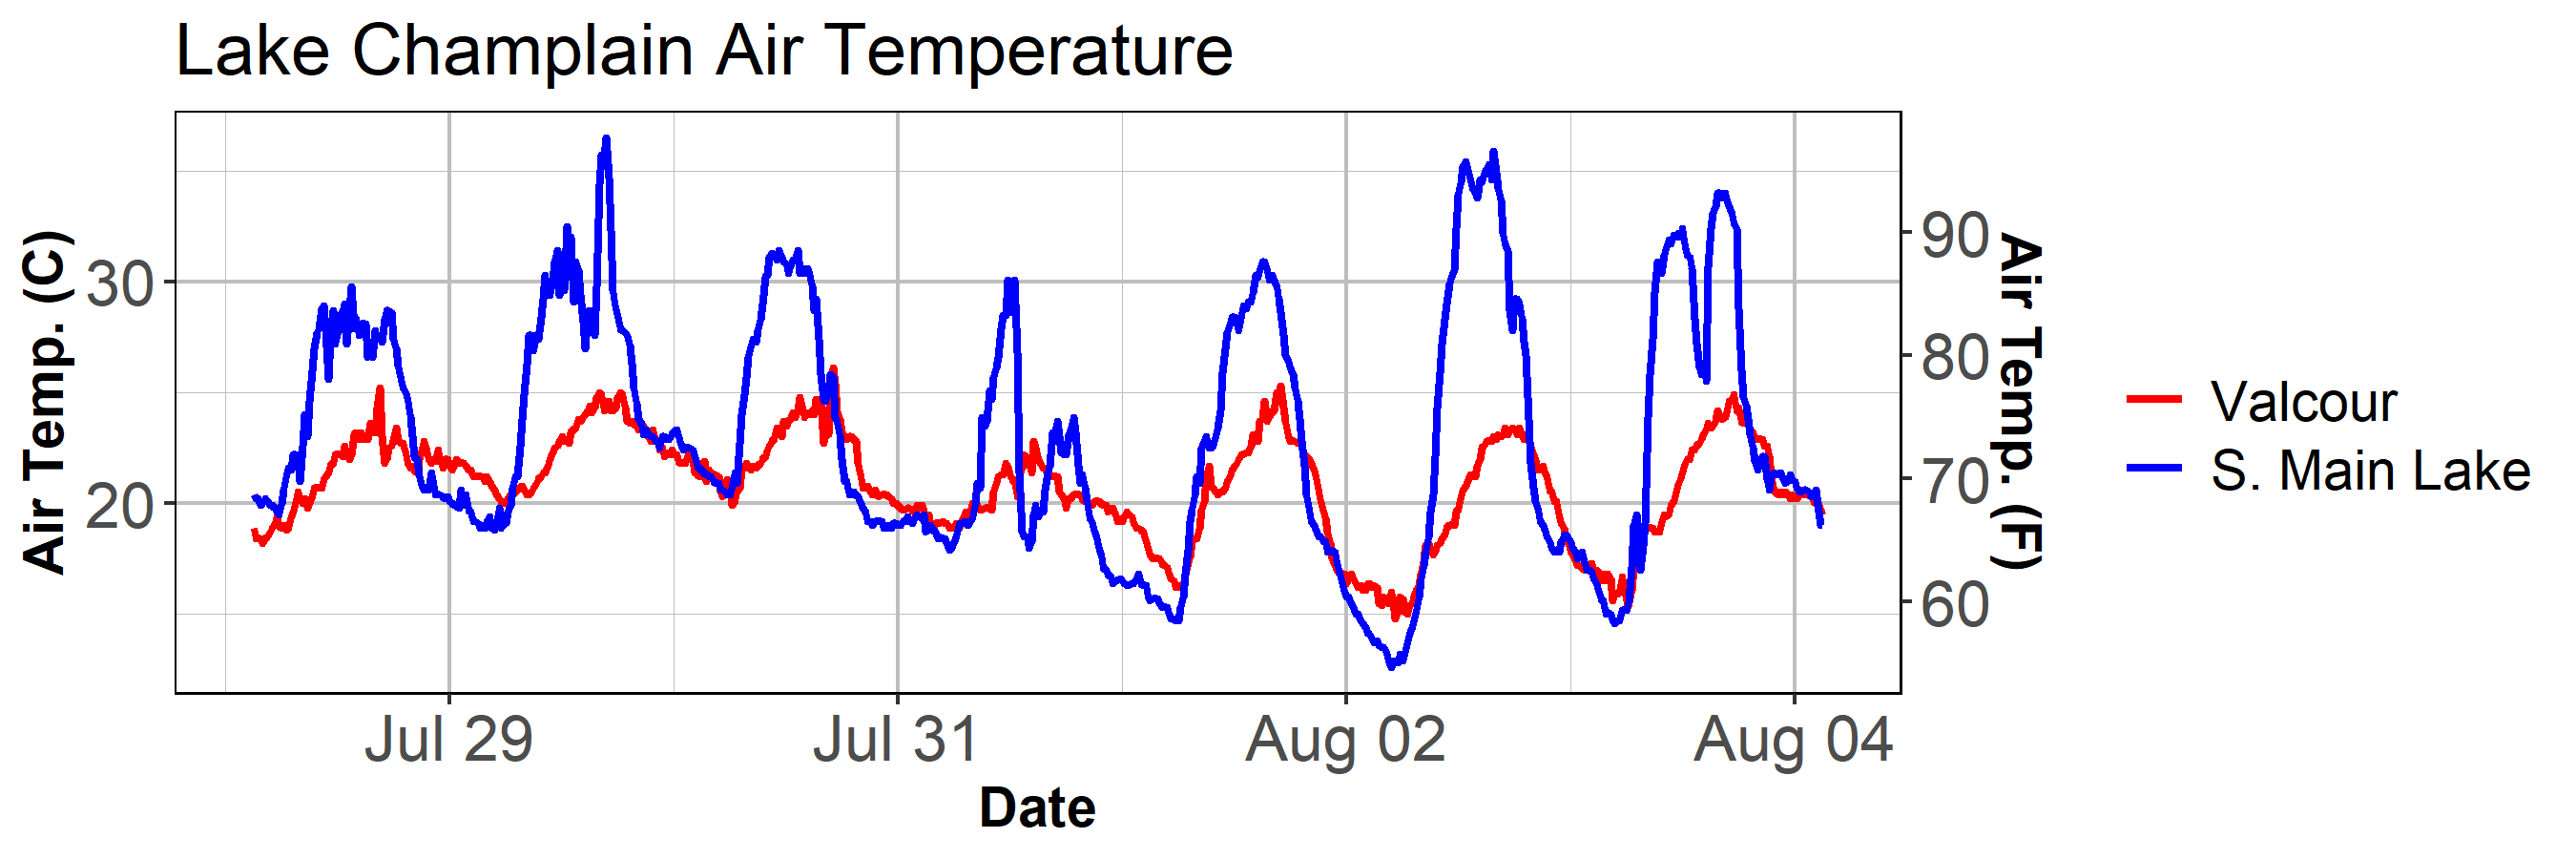 Lake Champlain Air Temperature
Air Temp. (C)
30
20
90
80
70
60
Air Temp. (F)
Valcour
S. Main Lake
Jul 29
Jul 31
Aug 02
Aug 04
Date